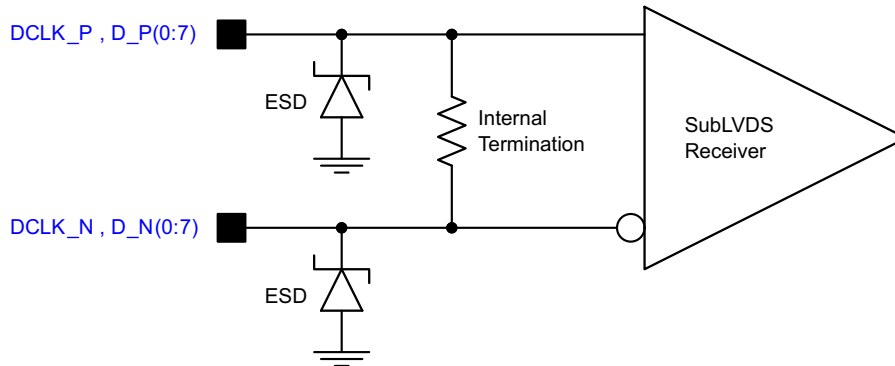 DCLK_P , D_P(0:7)
ESD
Internal
Termination
SubLVDS
Receiver
DCLK_N , D_N(0:7)
ESD